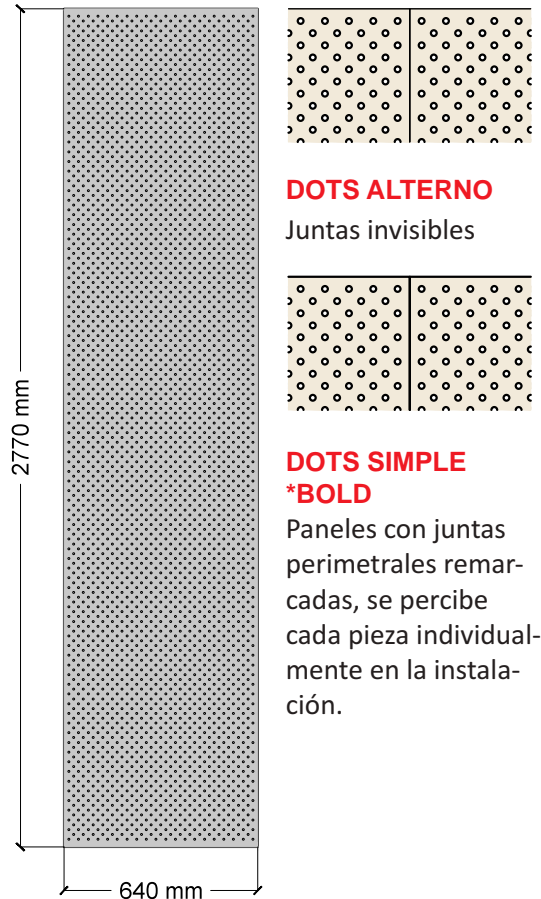 2770 mm
640 mm
DOTS ALTERNO
Juntas invisibles
DOTS SIMPLE
*BOLD
Paneles con juntas
perimetrales remar-
cadas, se percibe
cada pieza individual-
mente en la instala-
ción.